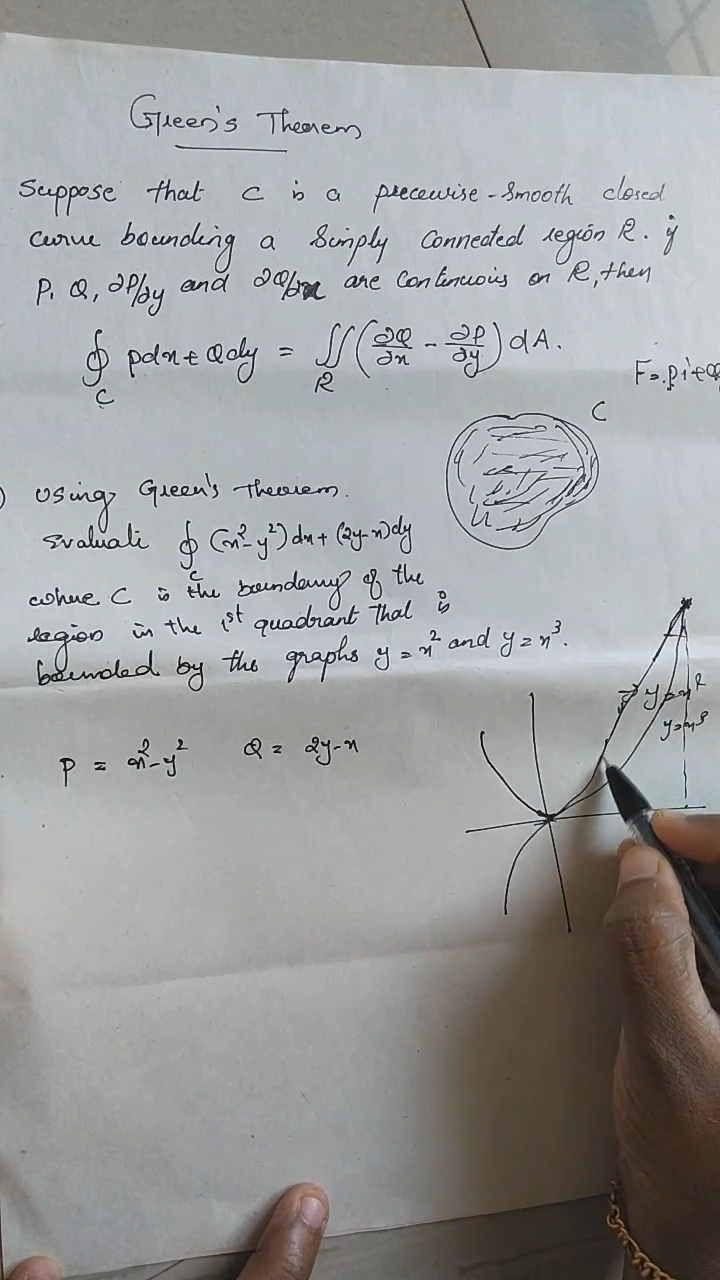 Green's Theorem
Suppose that C is a piecewise-smooth closed
curve bounding a simply connected region R. if
P, Q, ∂P/∂y and ∂Q/∂x are continuous on R, then
∮ Pdx + Qdy = ∬ (∂Q/∂x - ∂P/∂y) dA.
C R
F = Pi + Q
C
) Using Green's Theorem.
Evaluate ∮ (x²-y²)dx + (2y-x)dy
C
where C is the boundary of the
region in the 1st quadrant that is
bounded by the graphs y = x² and y = x³.
y = x²
y = x³
P = x²-y² Q = 2y-x